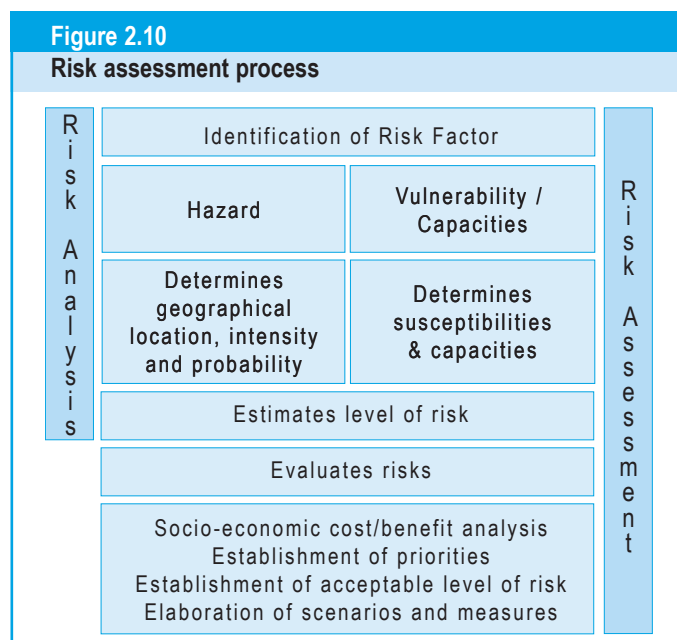 Figure 2.10
Risk assessment process
Risk Analysis
Identification of Risk Factor
Hazard
Vulnerability /
Capacities
Determines
geographical
location, intensity
and probability
Determines
susceptibilities
& capacities
Estimates level of risk
Evaluates risks
Socio-economic cost/benefit analysis
Establishment of priorities
Establishment of acceptable level of risk
Elaboration of scenarios and measures
Risk Assessment